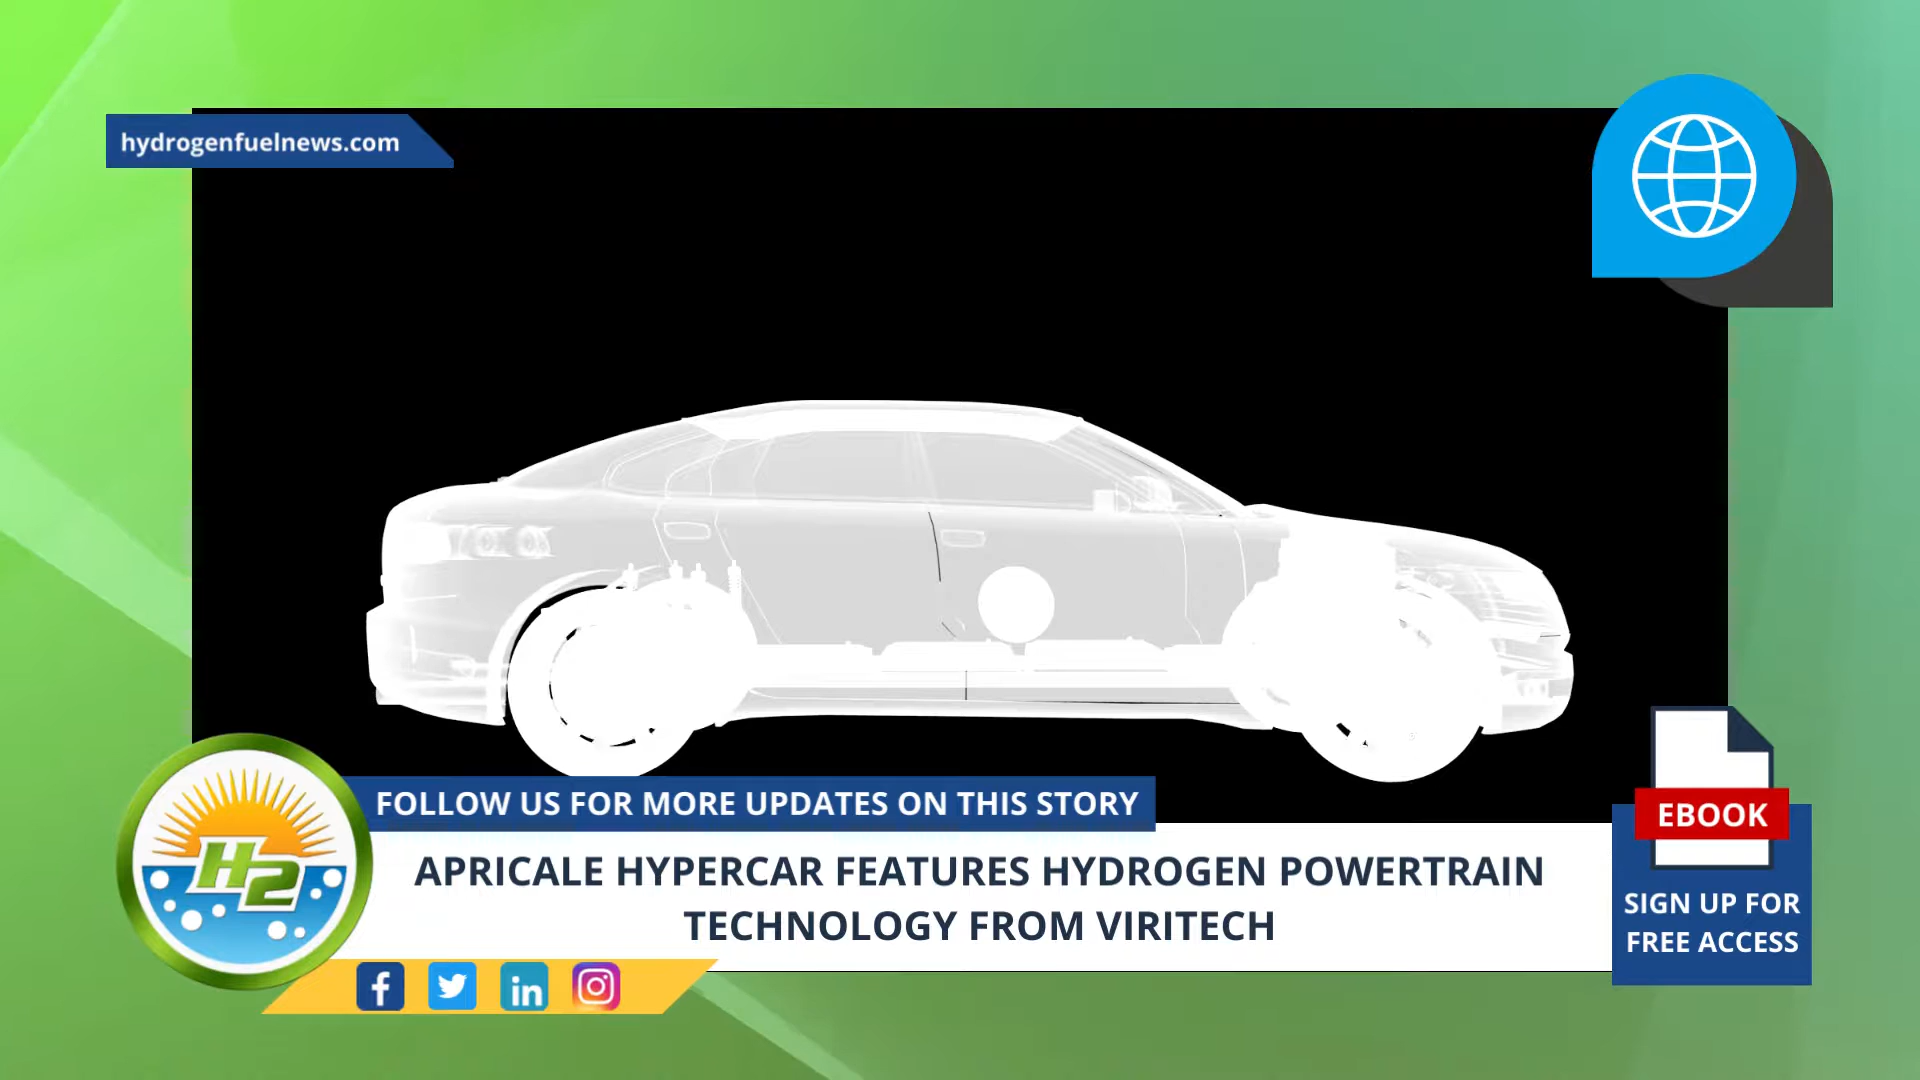 hydrogenfuelnews.com
FOLLOW US FOR MORE UPDATES ON THIS STORY
APRICALE HYPERCAR FEATURES HYDROGEN POWERTRAIN
TECHNOLOGY FROM VIRITECH
H2
EBOOK
SIGN UP FOR
FREE ACCESS